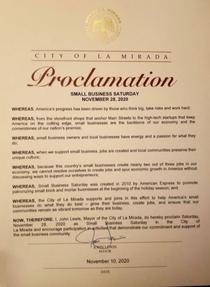 CITY OF LA MIRADA
Proclamation
SMALL BUSINESS SATURDAY
NOVEMBER 28, 2020
WHEREAS, America's progress has been driven by those who think big, take risks and work hard;
WHEREAS, from the storefront shops that anchor Main Streets to the high-tech startups that keep
America on the cutting edge, small businesses are the backbone of our economy and the
cornerstones of our nation's promise;
WHEREAS, small business owners and local businesses have energy and a passion for what they
do;
WHEREAS, when we support small business, jobs are created and local communities preserve their
unique culture;
WHEREAS, because this country's small businesses create nearly two out of three jobs in our
economy, we cannot resolve ourselves to create jobs and spur economic growth in America without
discussing ways to support our entrepreneurs;
WHEREAS, Small Business Saturday was created in 2010 by American Express to promote
patronizing small brick and mortar businesses at the beginning of the holiday season; and
WHEREAS, the City of La Mirada supports and joins in this effort to help America's small
businesses do what they do best – grow their business, create jobs, and ensure that our
communities remain as vibrant tomorrow as they are today.
NOW, THEREFORE, I, John Lewis, Mayor of the City of La Mirada, do hereby proclaim Saturday,
November 28, 2020 as Small Business Saturday in the City of
La Mirada and encourage participation in activities that demonstrate our commitment and support of
the small business community.
MAYOR
November 10, 2020
DATE